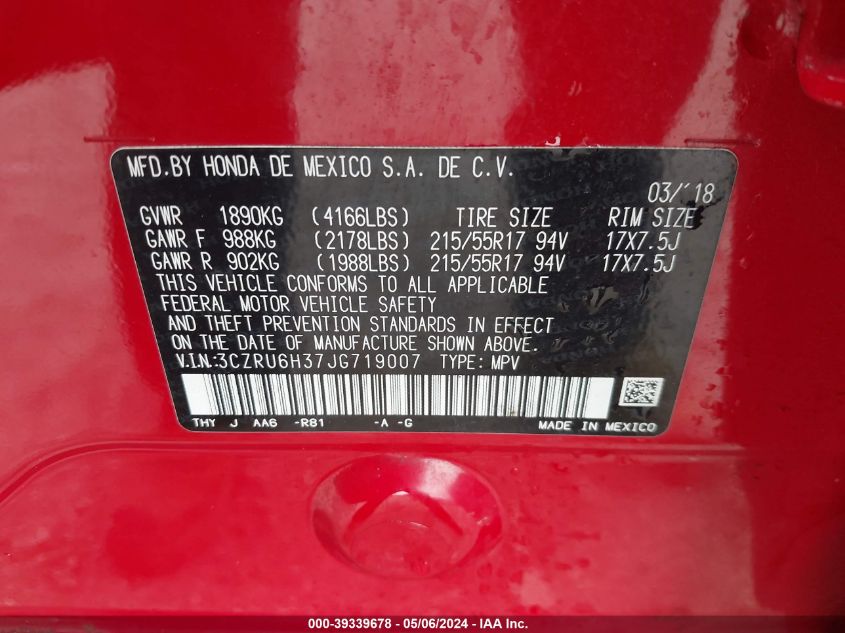 MFD.BY HONDA DE MEXICO S.A. DE C.V.
03/'18
GVWR 1890KG (4166LBS) TIRE SIZE RIM SIZE
GAWR F 988KG (2178LBS) 215/55R17 94V 17X7.5J
GAWR R 902KG (1988LBS) 215/55R17 94V 17X7.5J
THIS VEHICLE CONFORMS TO ALL APPLICABLE
FEDERAL MOTOR VEHICLE SAFETY
AND THEFT PREVENTION STANDARDS IN EFFECT
ON THE DATE OF MANUFACTURE SHOWN ABOVE.
V.I.N.:3CZRU6H37JG719007 TYPE: MPV
THY J AA6 -R81 -A -G MADE IN MEXICO
000-39339678 - 05/06/2024 - IAA Inc.